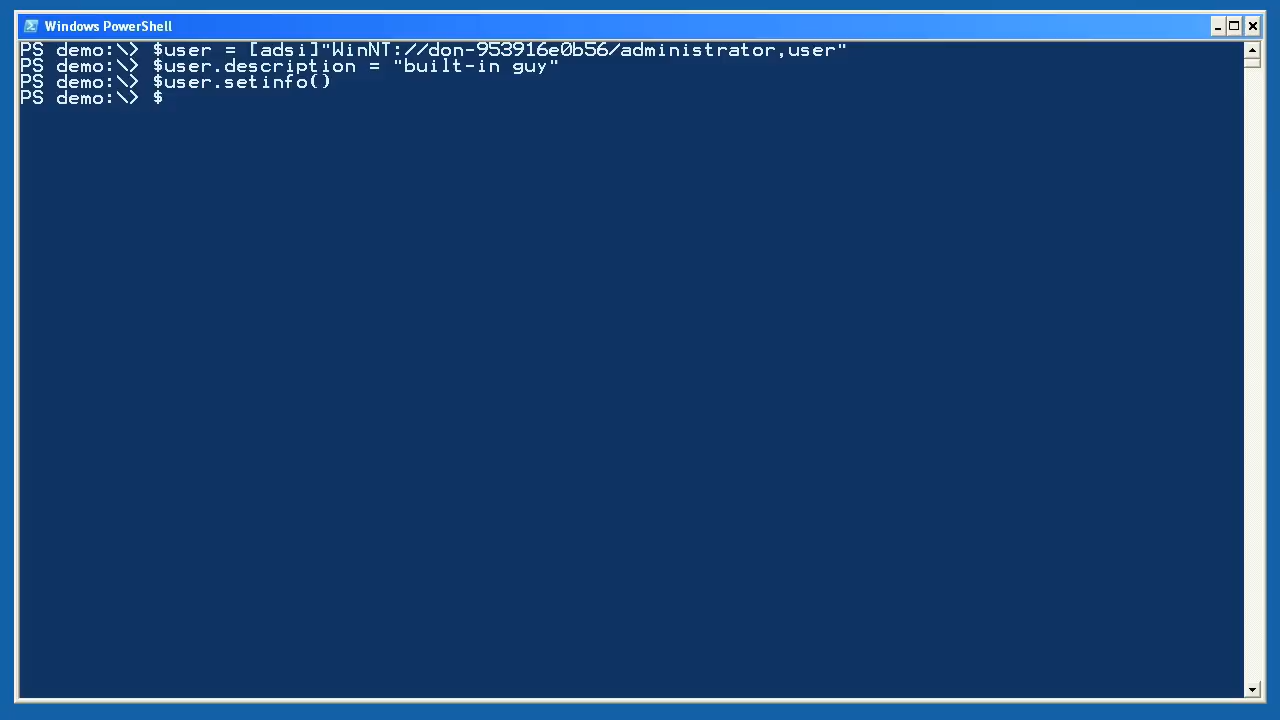 Windows PowerShell
PS demo:\> $user = [adsi]"WinNT://don-953916e0b56/administrator,user"
PS demo:\> $user.description = "built-in guy"
PS demo:\> $user.setinfo()
PS demo:\> $